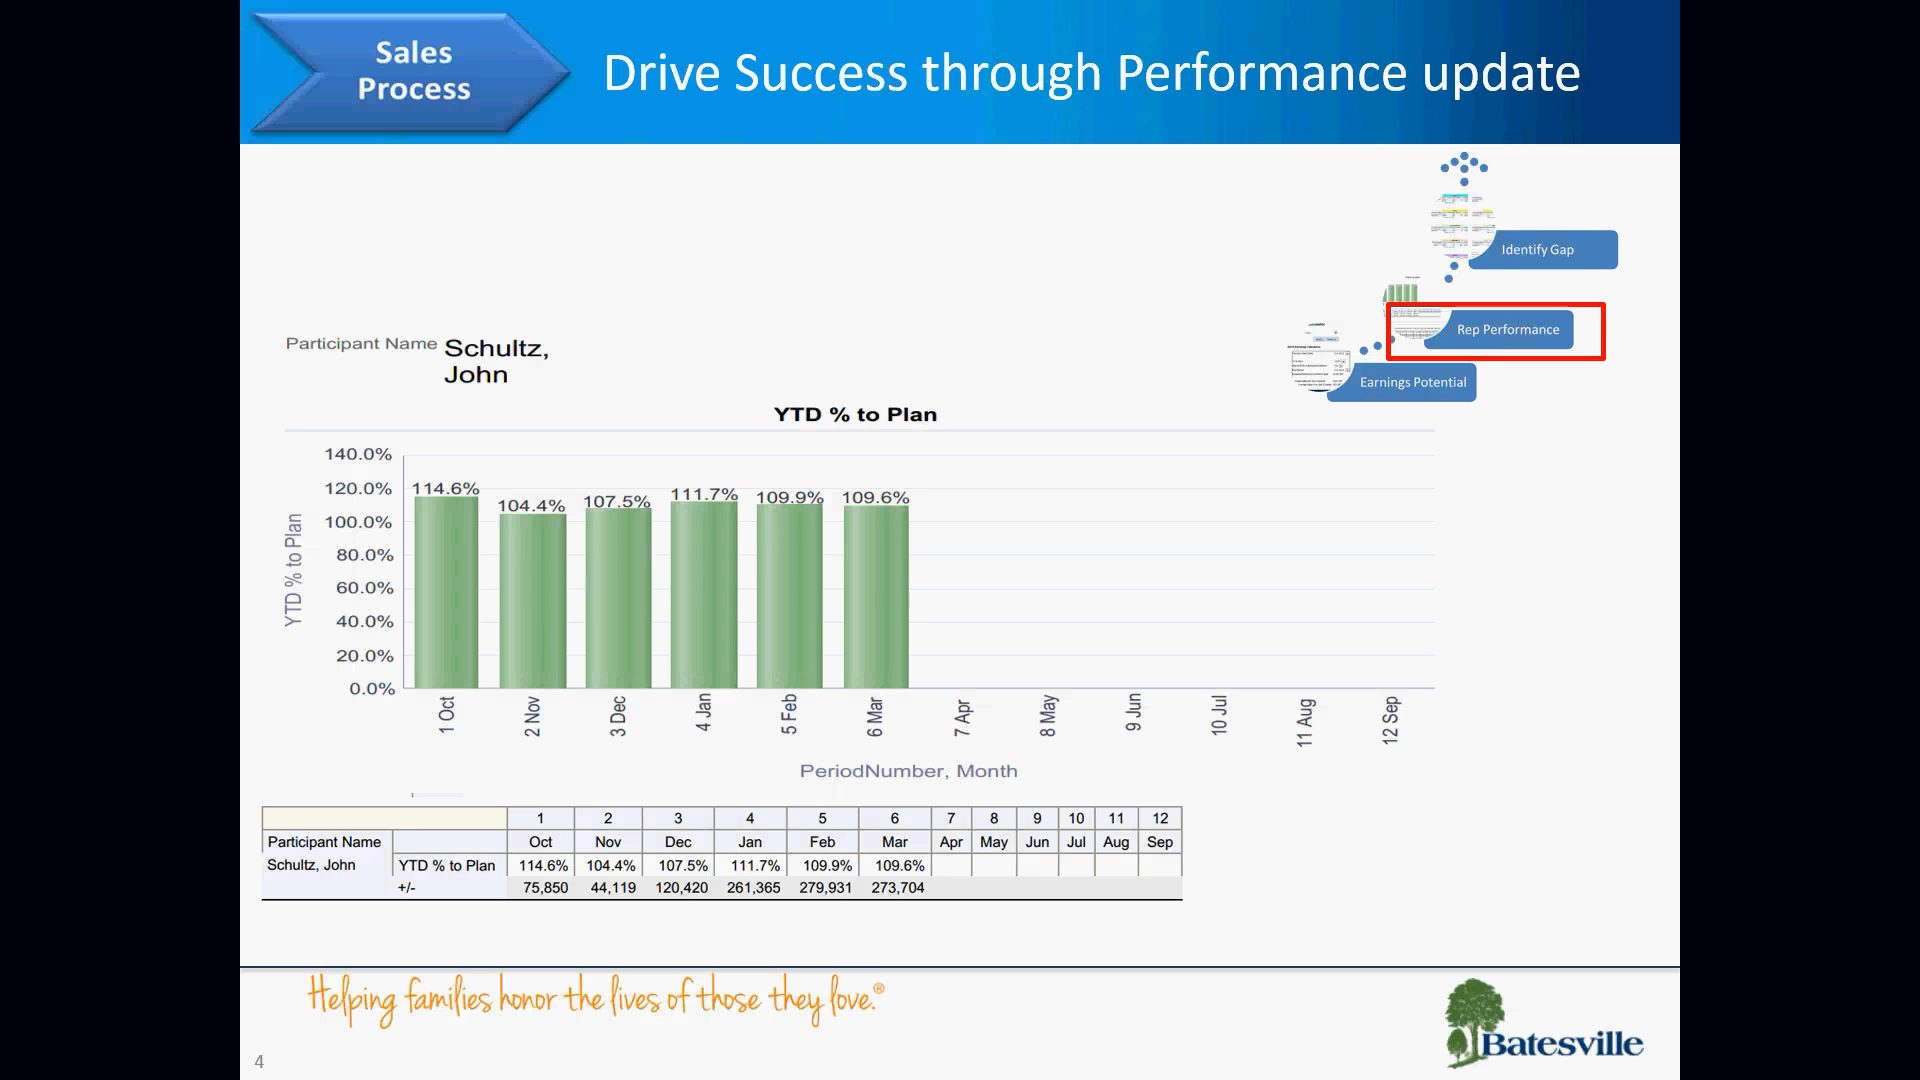 Sales
Process
Drive Success through Performance update
Identify Gap
Rep Performance
Earnings Potential
Participant Name Schultz,
John
YTD % to Plan
YTD % to Plan
140.0%
120.0%
100.0%
80.0%
60.0%
40.0%
20.0%
0.0%
114.6% 104.4% 107.5% 111.7% 109.9% 109.6%
1 Oct 2 Nov 3 Dec 4 Jan 5 Feb 6 Mar 7 Apr 8 May 9 Jun 10 Jul 11 Aug 12 Sep
PeriodNumber, Month
1 2 3 4 5 6 7 8 9 10 11 12
Participant Name Oct Nov Dec Jan Feb Mar Apr May Jun Jul Aug Sep
Schultz, John YTD % to Plan 114.6% 104.4% 107.5% 111.7% 109.9% 109.6%
+/- 75,850 44,119 120,420 261,365 279,931 273,704
Helping families honor the lives of those they love.®
Batesville
4